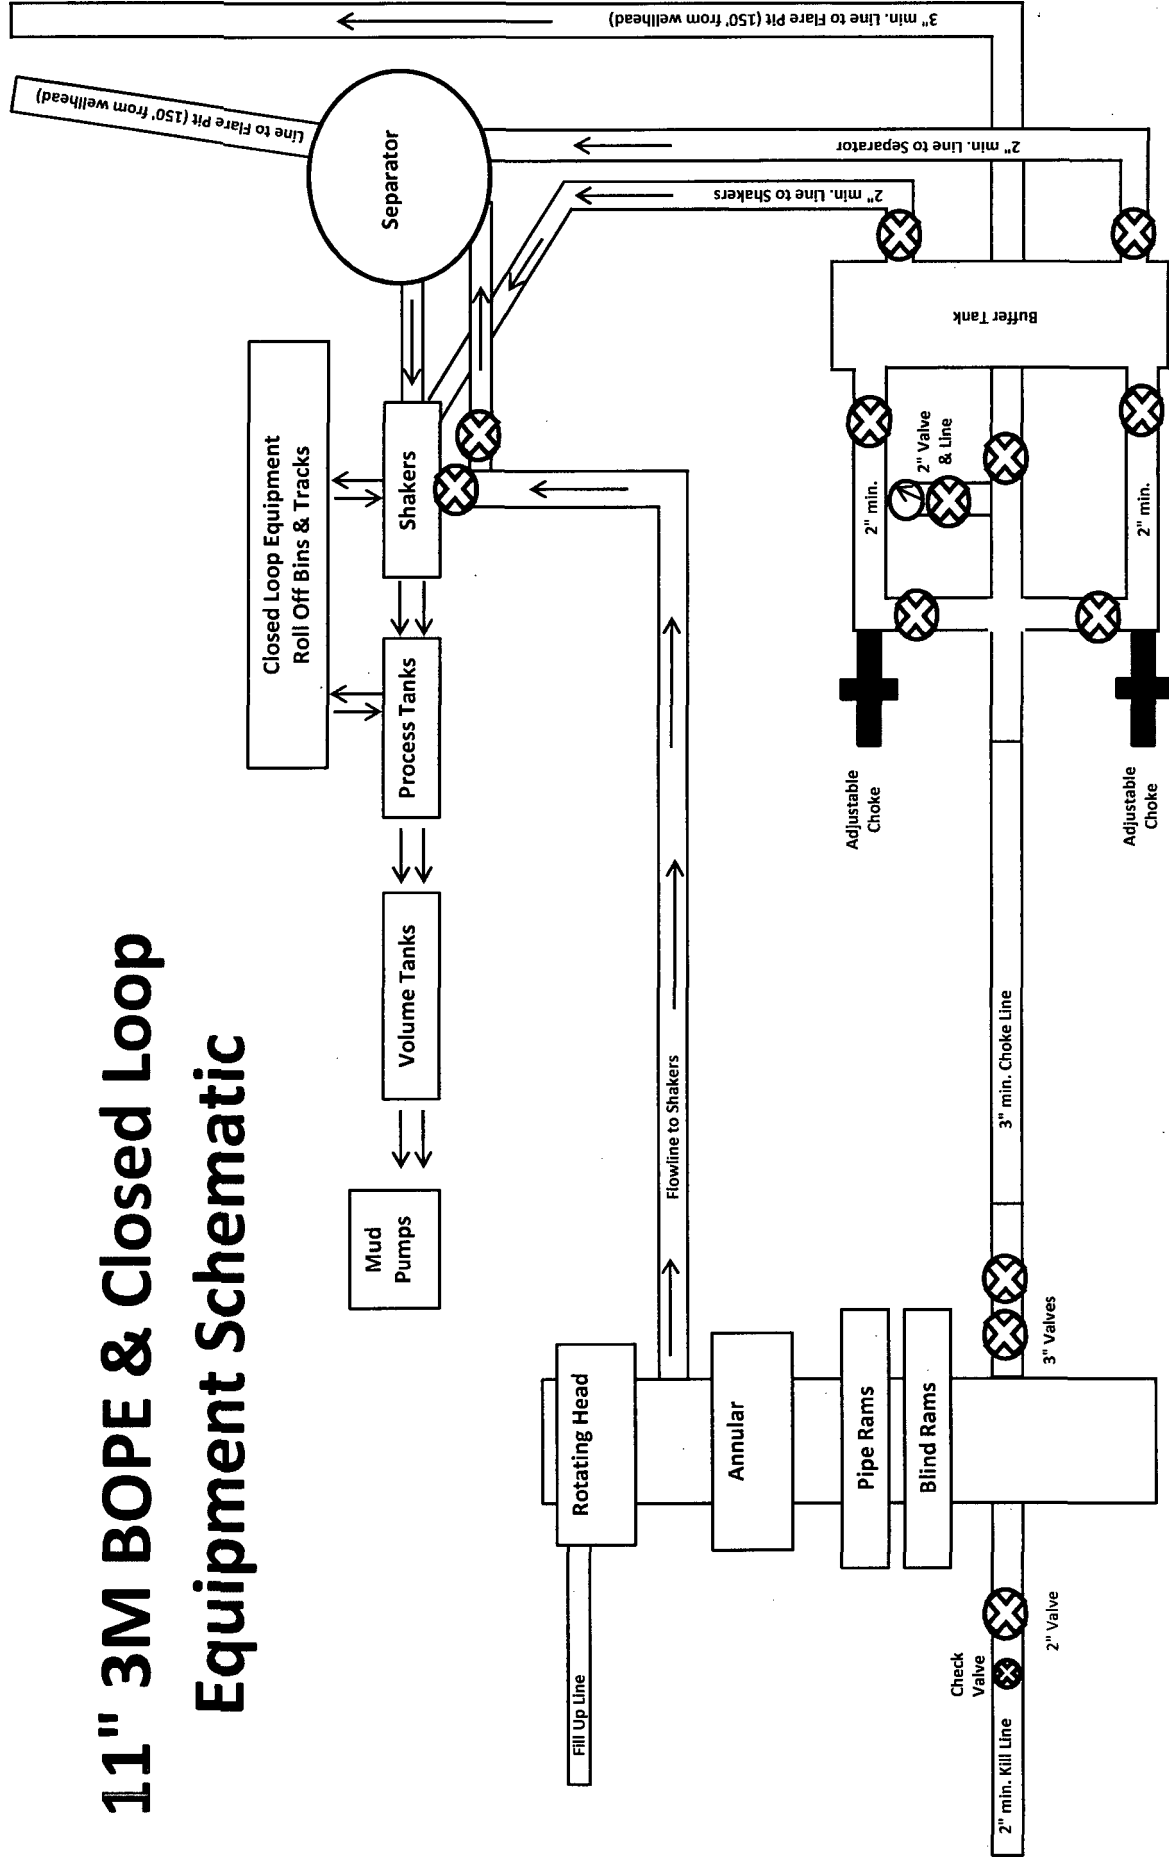 11" 3M BOPE & Closed Loop
Equipment Schematic
Closed Loop Equipment
Roll Off Bins & Tracks
Line to Flare Pit (150' from wellhead)
3" min. Line to Flare Pit (150' from wellhead)
Separator
Mud
Pumps
Volume Tanks
Process Tanks
Shakers
2" min. Line to Shakers
2" min. Line to Separator
Fill Up Line
Rotating Head
Flowline to Shakers
Annular
Pipe Rams
Blind Rams
Adjustable
Choke
2" min.
2" Valve
& Line
Buffer Tank
Check
Valve
2" min. Kill Line
2" Valve
3" Valves
3" min. Choke Line
Adjustable
Choke
2" min.